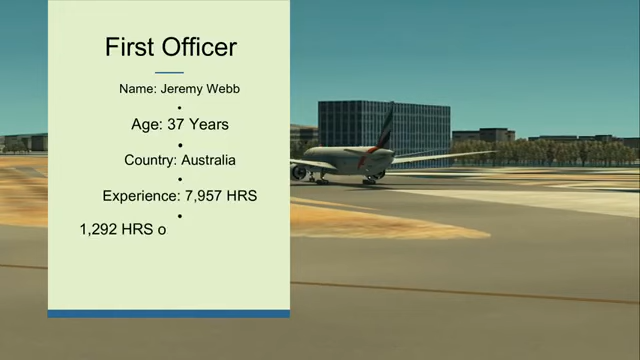 First Officer
Name: Jeremy Webb
Age: 37 Years
Country: Australia
Experience: 7,957 HRS
1,292 HRS o